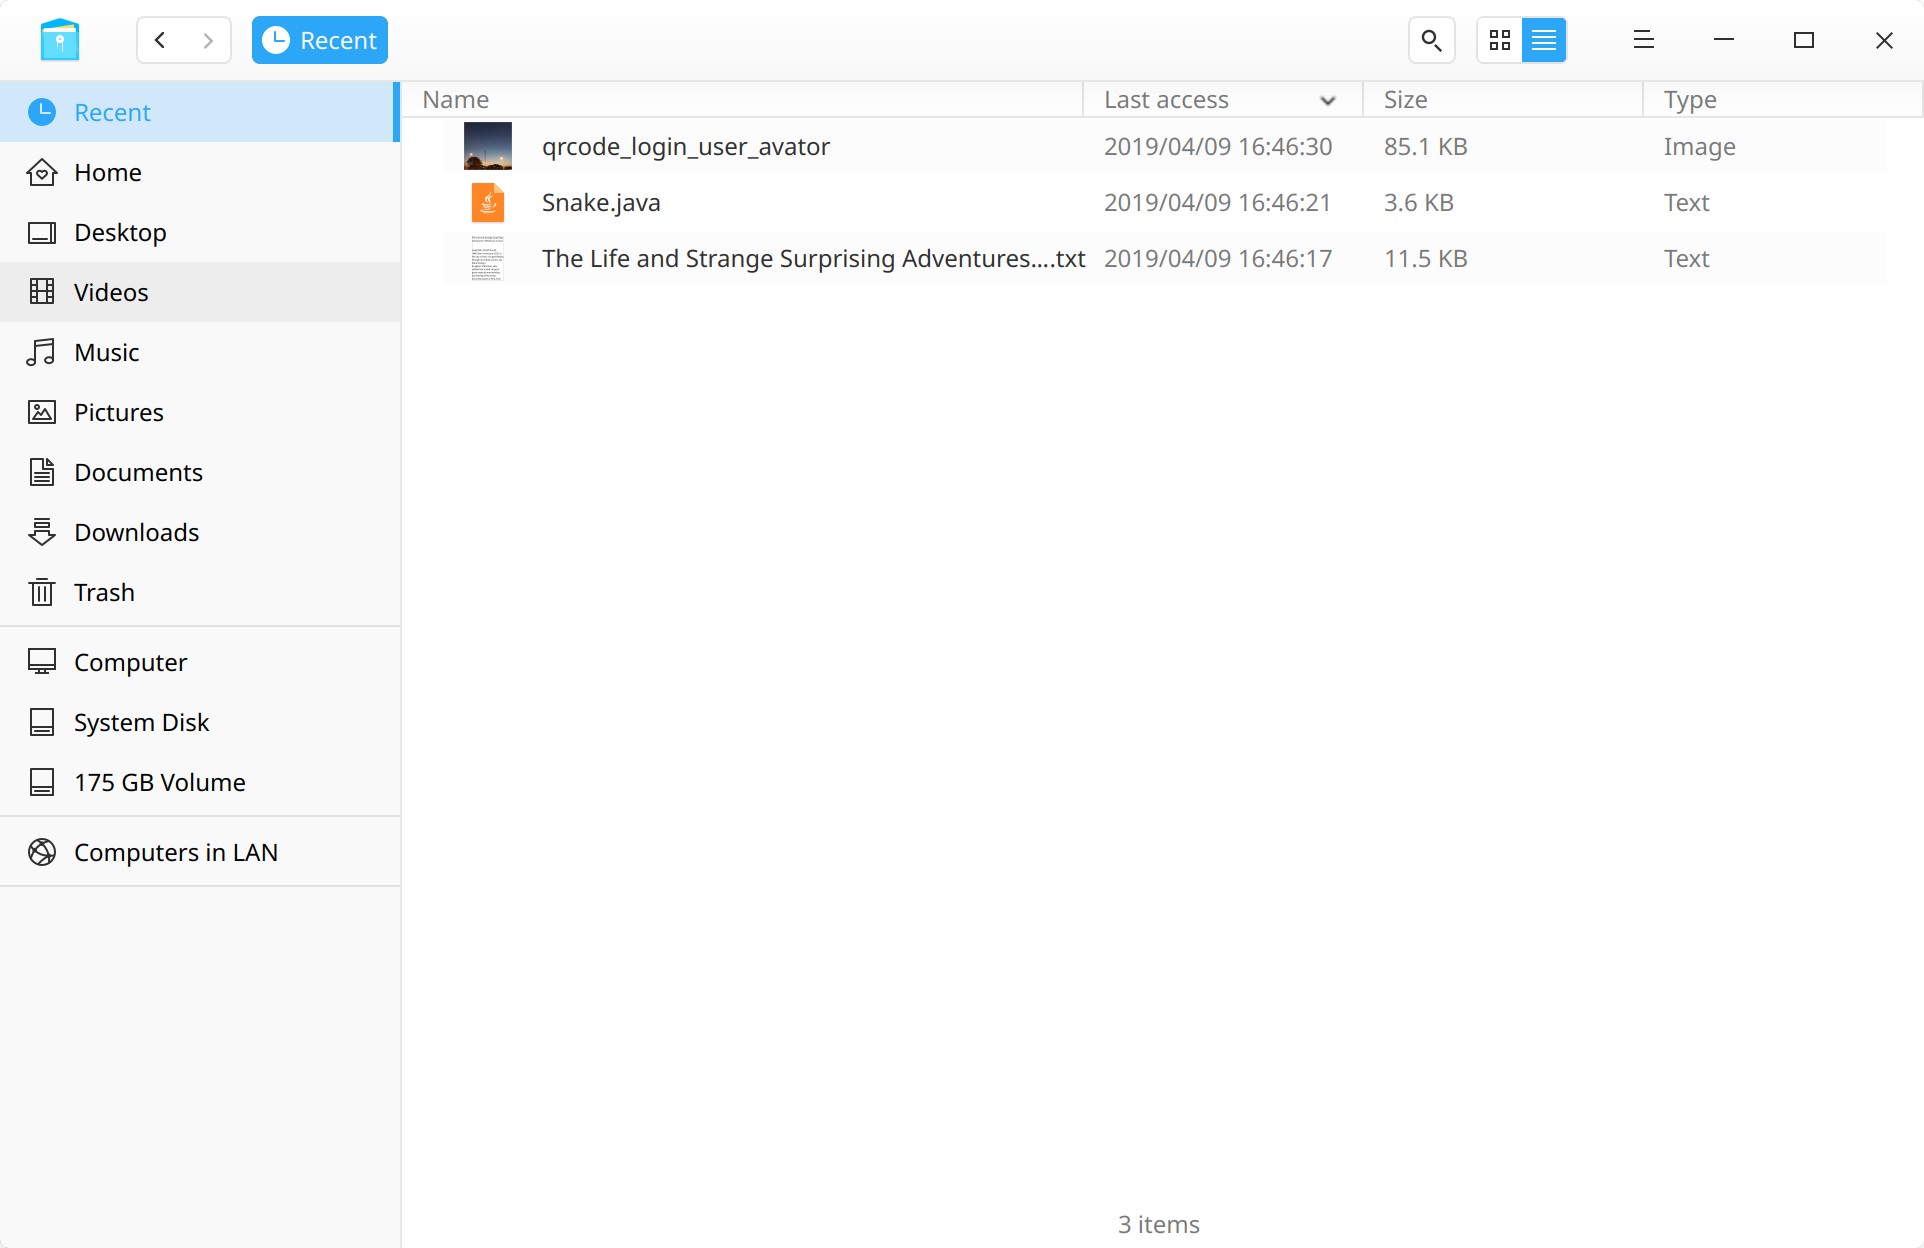 Recent
Recent
Home
Desktop
Videos
Music
Pictures
Documents
Downloads
Trash
Computer
System Disk
175 GB Volume
Computers in LAN
Name Last access Size Type
qrcode_login_user_avator 2019/04/09 16:46:30 85.1 KB Image
Snake.java 2019/04/09 16:46:21 3.6 KB Text
The Life and Strange Surprising Adventures....txt 2019/04/09 16:46:17 11.5 KB Text
3 items